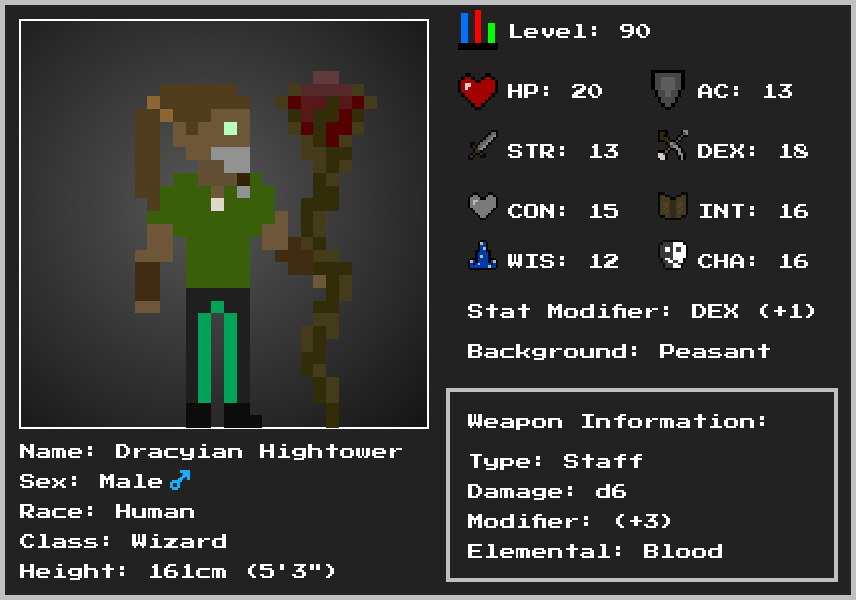 Level: 90
HP: 20
AC: 13
STR: 13
DEX: 18
CON: 15
INT: 16
WIS: 12
CHA: 16
Stat Modifier: DEX (+1)
Background: Peasant
Weapon Information:
Type: Staff
Damage: d6
Modifier: (+3)
Elemental: Blood
Name: Dracyian Hightower
Sex: Male ♂
Race: Human
Class: Wizard
Height: 161cm (5'3")